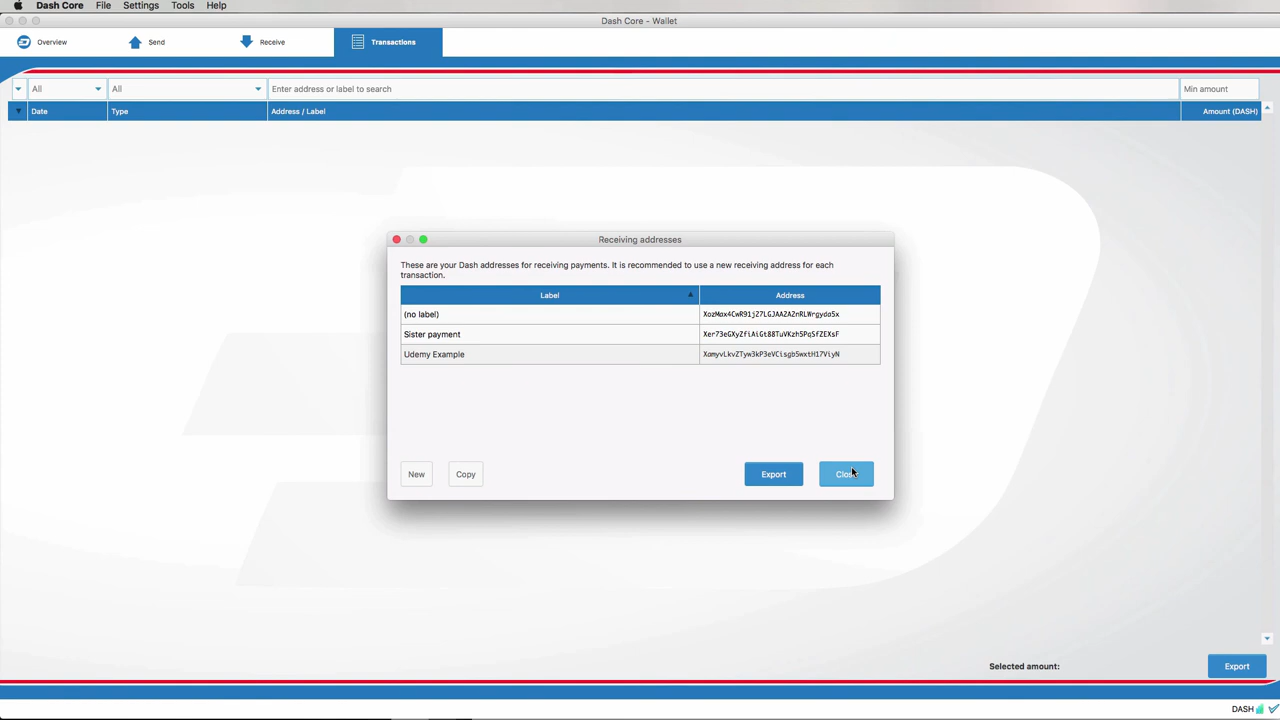 Dash Core File Settings Tools Help
Dash Core - Wallet
Overview Send Receive Transactions
All All Enter address or label to search Min amount
Date Type Address / Label Amount (DASH)
Receiving addresses
These are your Dash addresses for receiving payments. It is recommended to use a new receiving address for each
transaction.
Label Address
(no label)
Sister payment
Udemy Example
New Copy Export
Selected amount: Export
DASH